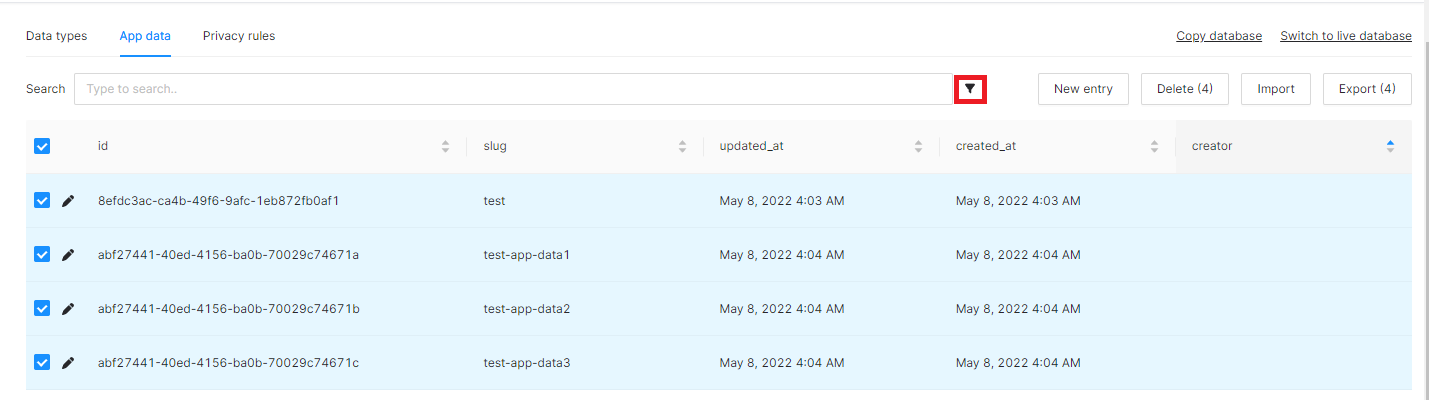 Data types App data Privacy rules Copy database Switch to live database
Search Type to search.. New entry Delete (4) Import Export (4)
id slug updated_at created_at creator
8efdc3ac-ca4b-49f6-9afc-1eb872fb0af1 test May 8, 2022 4:03 AM May 8, 2022 4:03 AM
abf27441-40ed-4156-ba0b-70029c74671a test-app-data1 May 8, 2022 4:04 AM May 8, 2022 4:04 AM
abf27441-40ed-4156-ba0b-70029c74671b test-app-data2 May 8, 2022 4:04 AM May 8, 2022 4:04 AM
abf27441-40ed-4156-ba0b-70029c74671c test-app-data3 May 8, 2022 4:04 AM May 8, 2022 4:04 AM